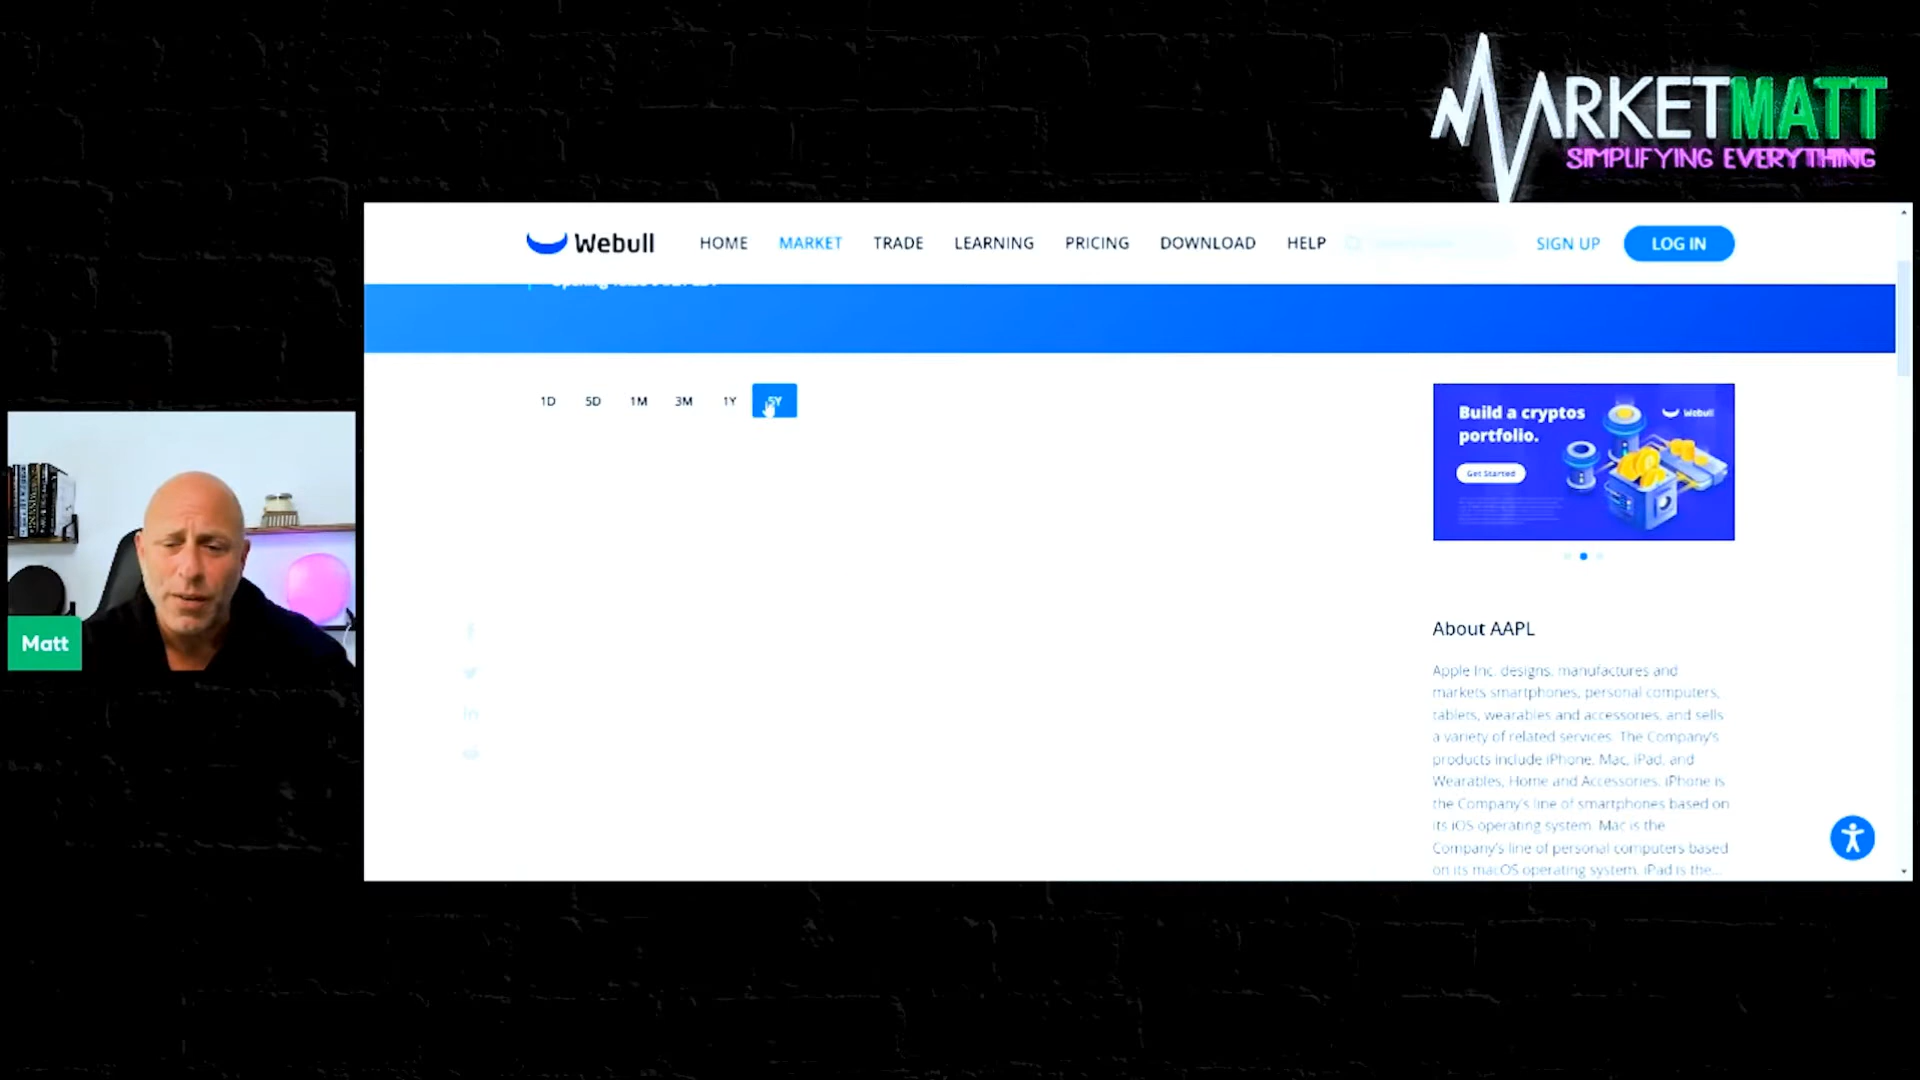 MARKETMATT
SIMPLIFYING EVERYTHING
Webull
HOME
MARKET
TRADE
LEARNING
PRICING
DOWNLOAD
HELP
SIGN UP
LOG IN
1D
5D
1M
3M
1Y
5Y
Build a cryptos
portfolio.
Webull
Get Started
Matt
About AAPL
Apple Inc. designs, manufactures and
markets smartphones, personal computers,
tablets, wearables and accessories, and sells
a variety of related services. The Company's
products include iPhone, Mac, iPad, and
Wearables, Home and Accessories. iPhone is
the Company's line of smartphones based on
its iOS operating system. Mac is the
Company's line of personal computers based
on its macOS operating system. iPad is the...